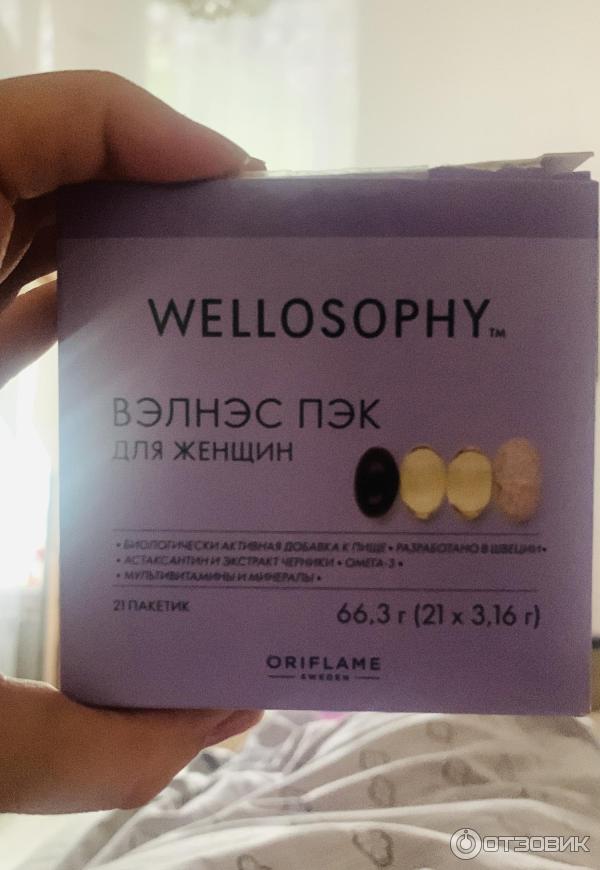 WELLOSOPHY™
ВЭЛНЭС ПЭК
ДЛЯ ЖЕНЩИН
• БИОЛОГИЧЕСКИ АКТИВНАЯ ДОБАВКА К ПИЩЕ • РАЗРАБОТАНО В ШВЕЦИИ •
• АСТАКСАНТИН И ЭКСТРАКТ ЧЕРНИКИ • ОМЕГА-3 •
• МУЛЬТИВИТАМИНЫ И МИНЕРАЛЫ •
21 ПАКЕТИК
66,3 г (21 x 3,16 г)
ORIFLAME
SWEDEN
ОТЗОВИК